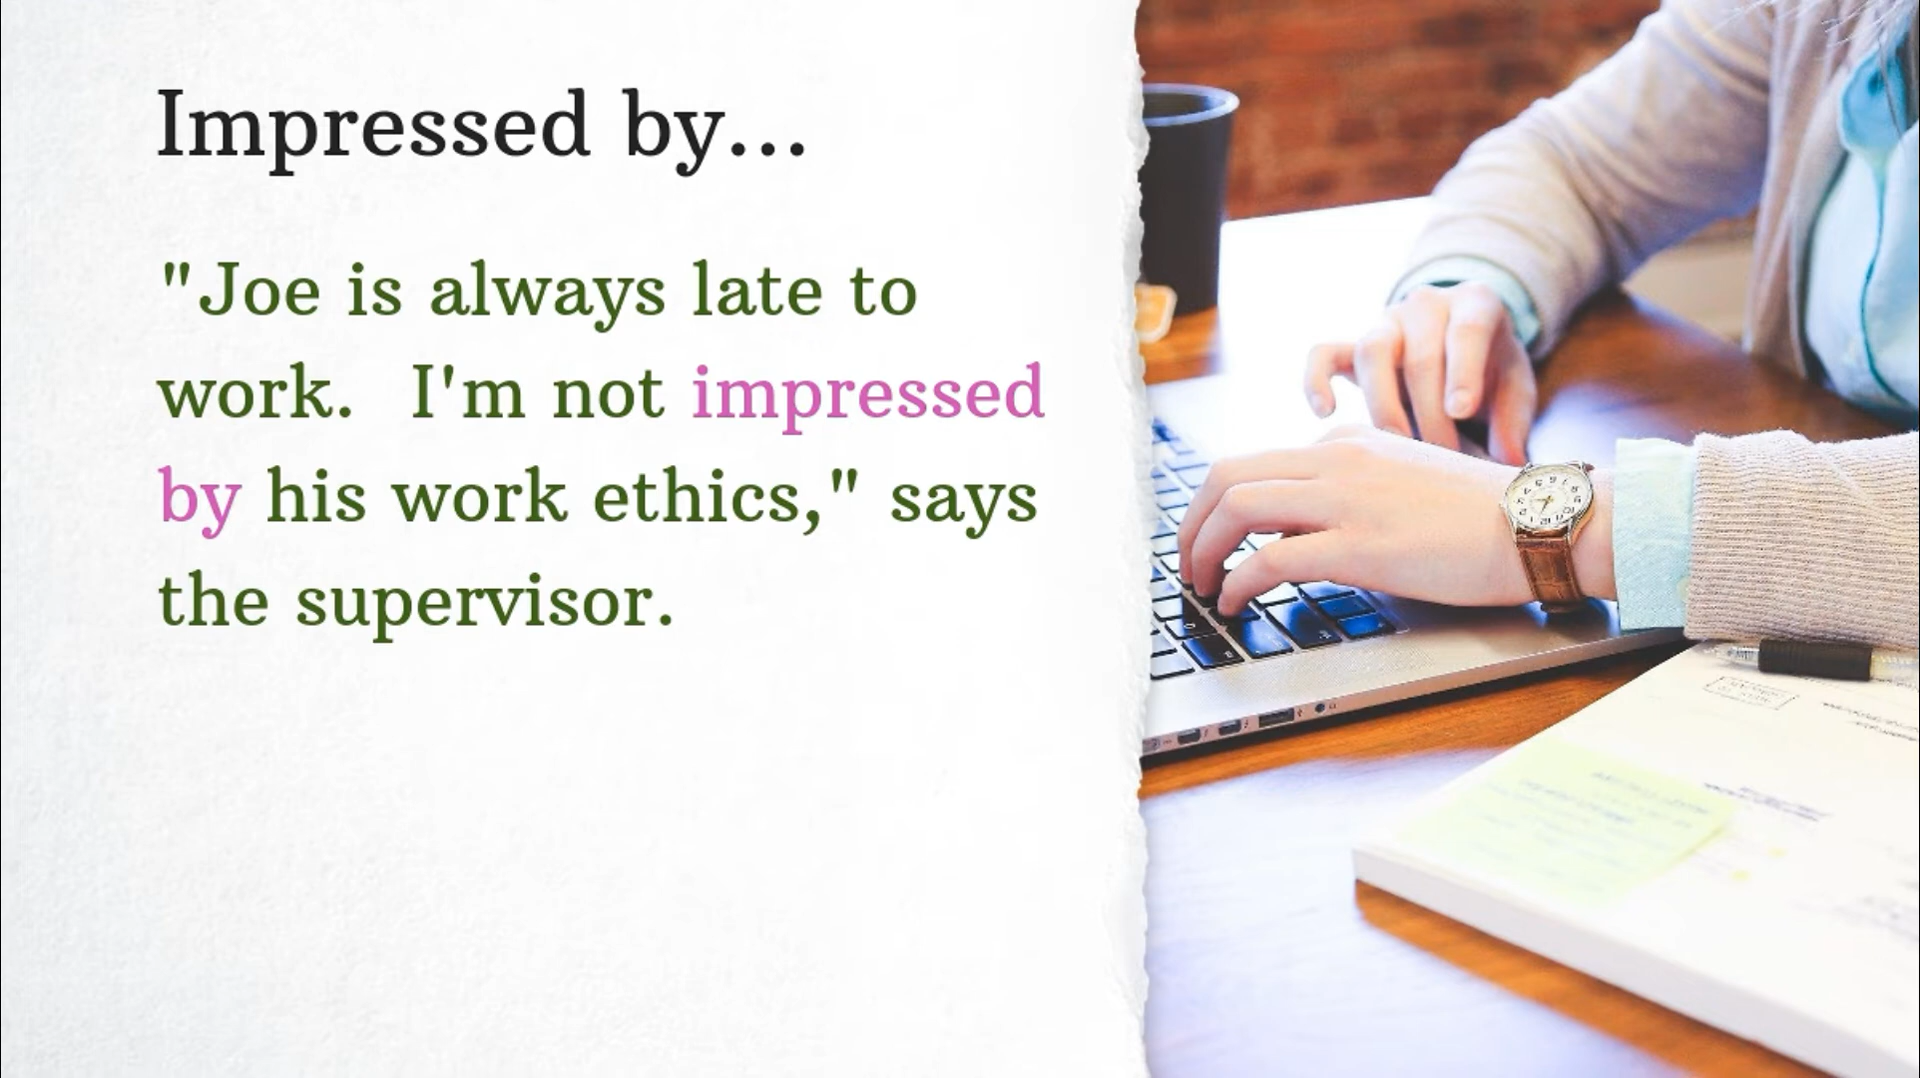 Impressed by...
"Joe is always late to
work.  I'm not impressed
by his work ethics," says
the supervisor.